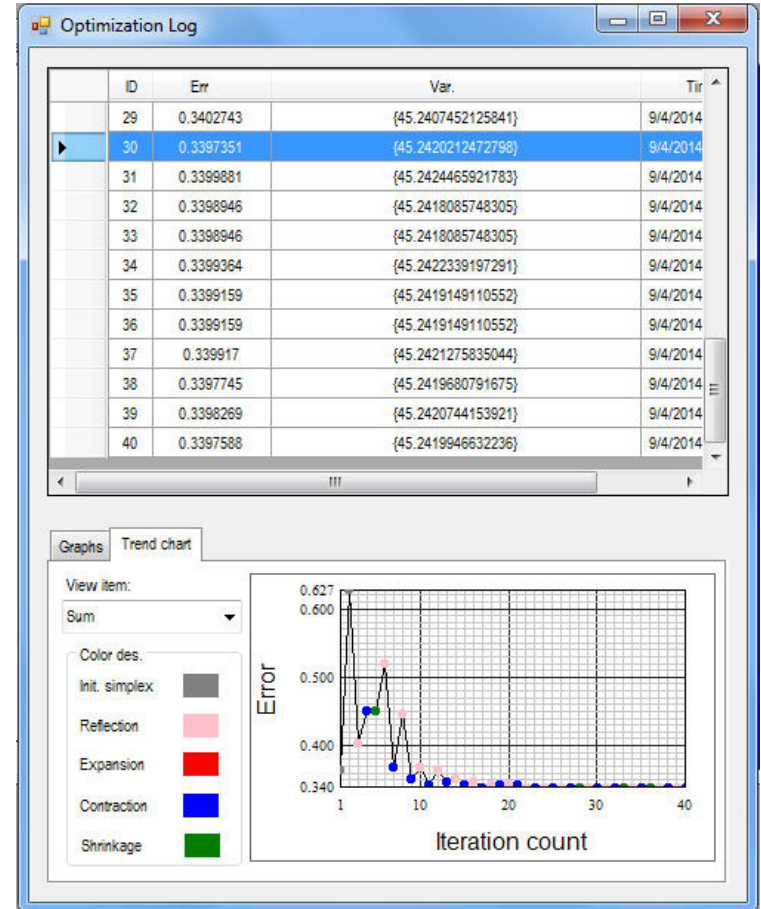 Optimization Log
ID Err Var. Tir
29 0.3402743 {45.2407452125841} 9/4/2014
30 0.3397351 {45.2420212472798} 9/4/2014
31 0.3399881 {45.2424465921783} 9/4/2014
32 0.3398946 {45.2418085748305} 9/4/2014
33 0.3398946 {45.2418085748305} 9/4/2014
34 0.3399364 {45.2422339197291} 9/4/2014
35 0.3399159 {45.2419149110552} 9/4/2014
36 0.3399159 {45.2419149110552} 9/4/2014
37 0.339917 {45.2421275835044} 9/4/2014
38 0.3397745 {45.2419680791675} 9/4/2014
39 0.3398269 {45.2420744153921} 9/4/2014
40 0.3397588 {45.2419946632236} 9/4/2014
Graphs Trend chart
View item:
Sum
Color des.
Init. simplex
Reflection
Expansion
Contraction
Shrinkage
Error
0.627
0.600
0.500
0.400
0.340
1 10 20 30 40
Iteration count